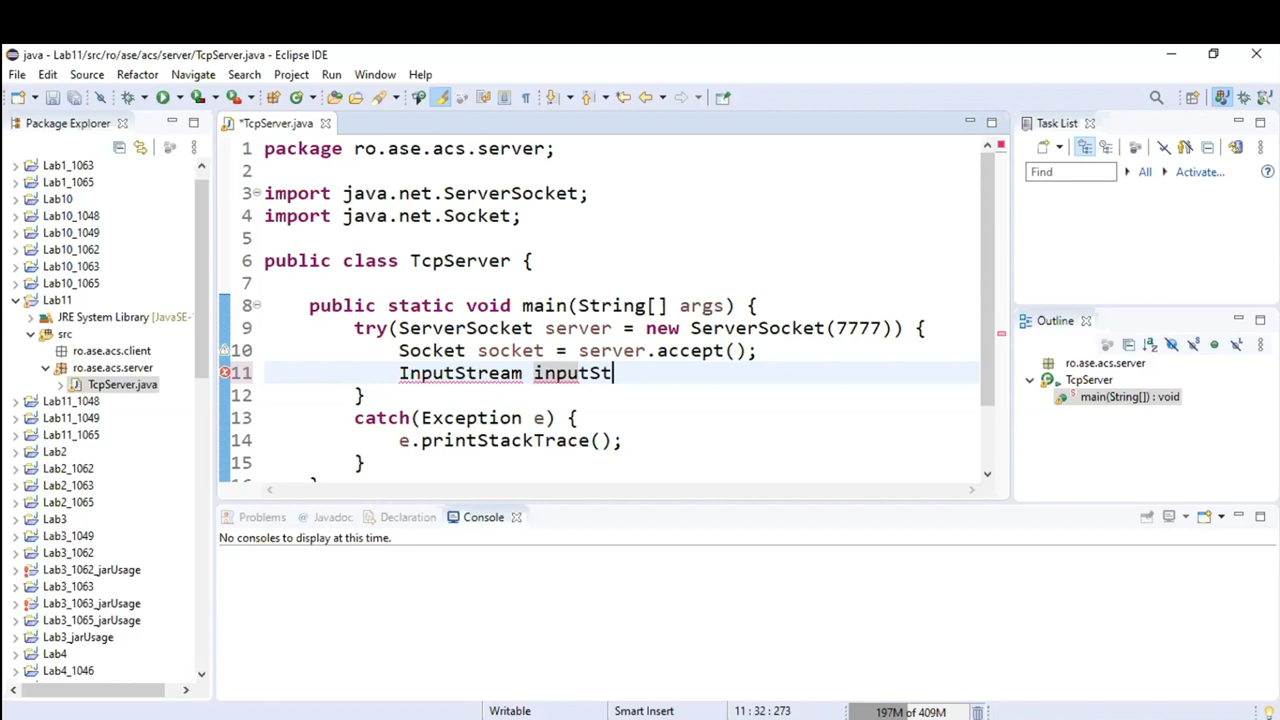 java - Lab11/src/ro/ase/acs/server/TcpServer.java - Eclipse IDE
File Edit Source Refactor Navigate Search Project Run Window Help
Package Explorer
Lab1_1063
Lab1_1065
Lab10
Lab10_1048
Lab10_1049
Lab10_1062
Lab10_1063
Lab10_1065
Lab11
JRE System Library [JavaSE-
src
ro.ase.acs.client
ro.ase.acs.server
TcpServer.java
Lab11_1048
Lab11_1049
Lab11_1065
Lab2
Lab2_1062
Lab2_1063
Lab2_1065
Lab3
Lab3_1049
Lab3_1062
Lab3_1062_jarUsage
Lab3_1063
Lab3_1063_jarUsage
Lab3_1065_jarUsage
Lab3_jarUsage
Lab4
Lab4_1046
*TcpServer.java
1 package ro.ase.acs.server;
2
3 import java.net.ServerSocket;
4 import java.net.Socket;
5
6 public class TcpServer {
7
8 public static void main(String[] args) {
9 try(ServerSocket server = new ServerSocket(7777)) {
10 Socket socket = server.accept();
11 InputStream inputSt
12 }
13 catch(Exception e) {
14 e.printStackTrace();
15 }
Task List
Find All Activate...
Outline
ro.ase.acs.server
TcpServer
main(String[]) : void
Problems Javadoc Declaration Console
No consoles to display at this time.
Writable Smart Insert 11 : 32 : 273 197M of 409M